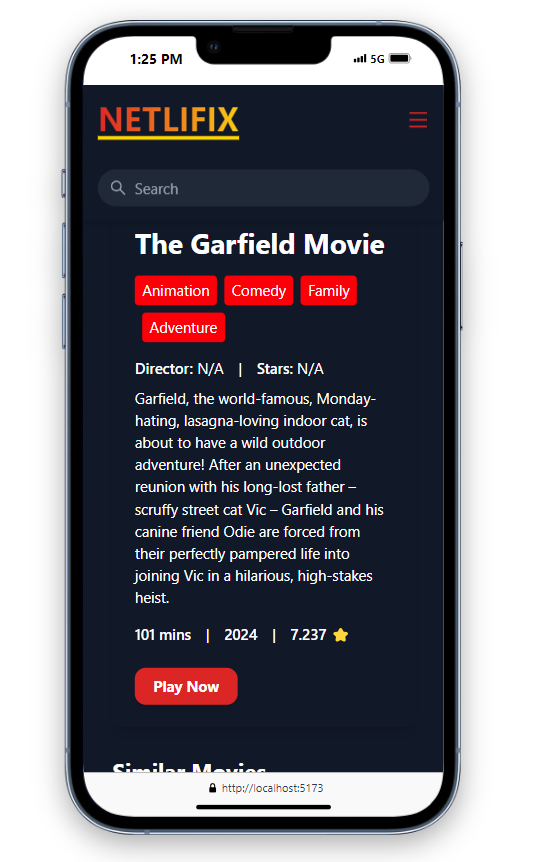 1:25 PM 5G
NETLIFIX
Search
The Garfield Movie
Animation Comedy Family
Adventure
Director: N/A | Stars: N/A
Garfield, the world-famous, Monday-
hating, lasagna-loving indoor cat, is
about to have a wild outdoor
adventure! After an unexpected
reunion with his long-lost father –
scruffy street cat Vic – Garfield and his
canine friend Odie are forced from
their perfectly pampered life into
joining Vic in a hilarious, high-stakes
heist.
101 mins | 2024 | 7.237
Play Now
Similar Movies
http://localhost:5173